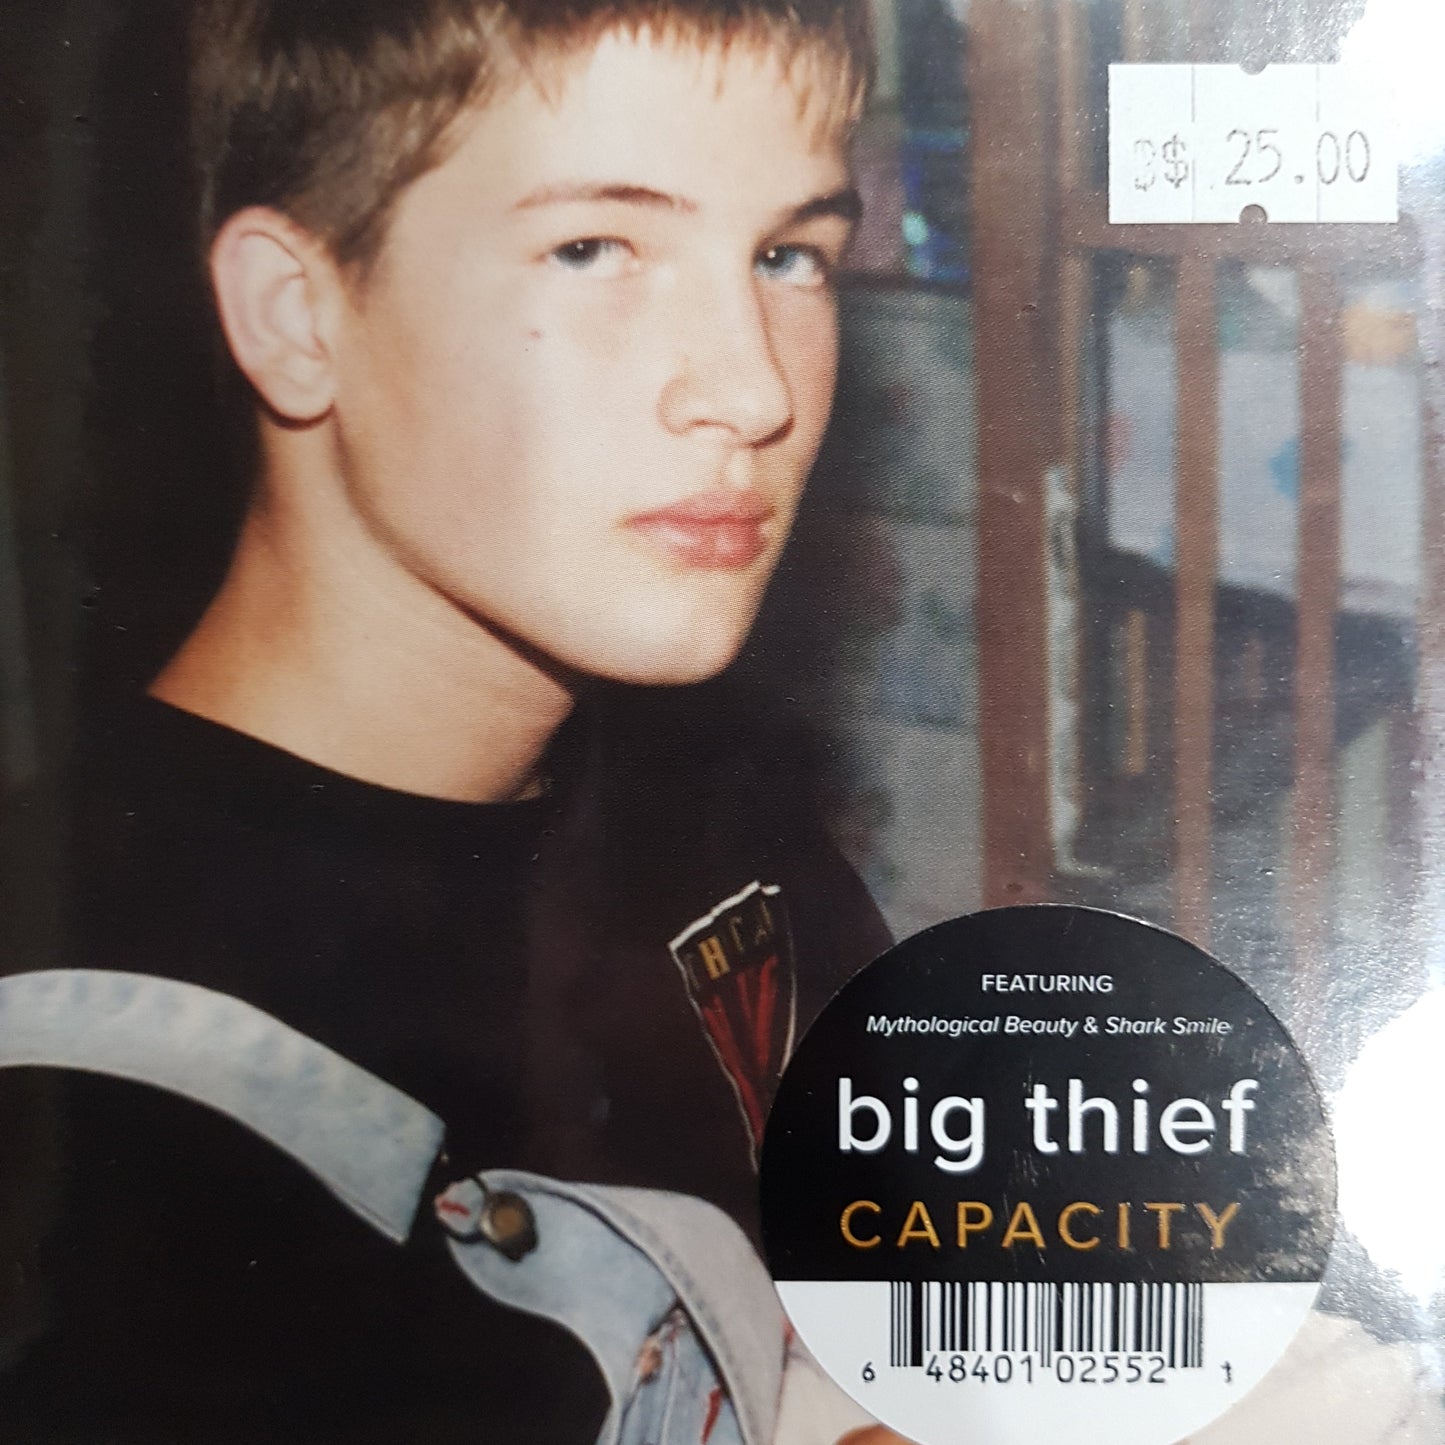 B$ 25.00
FEATURING
Mythological Beauty & Shark Smile
big thief
CAPACITY
6 48401 02552 1